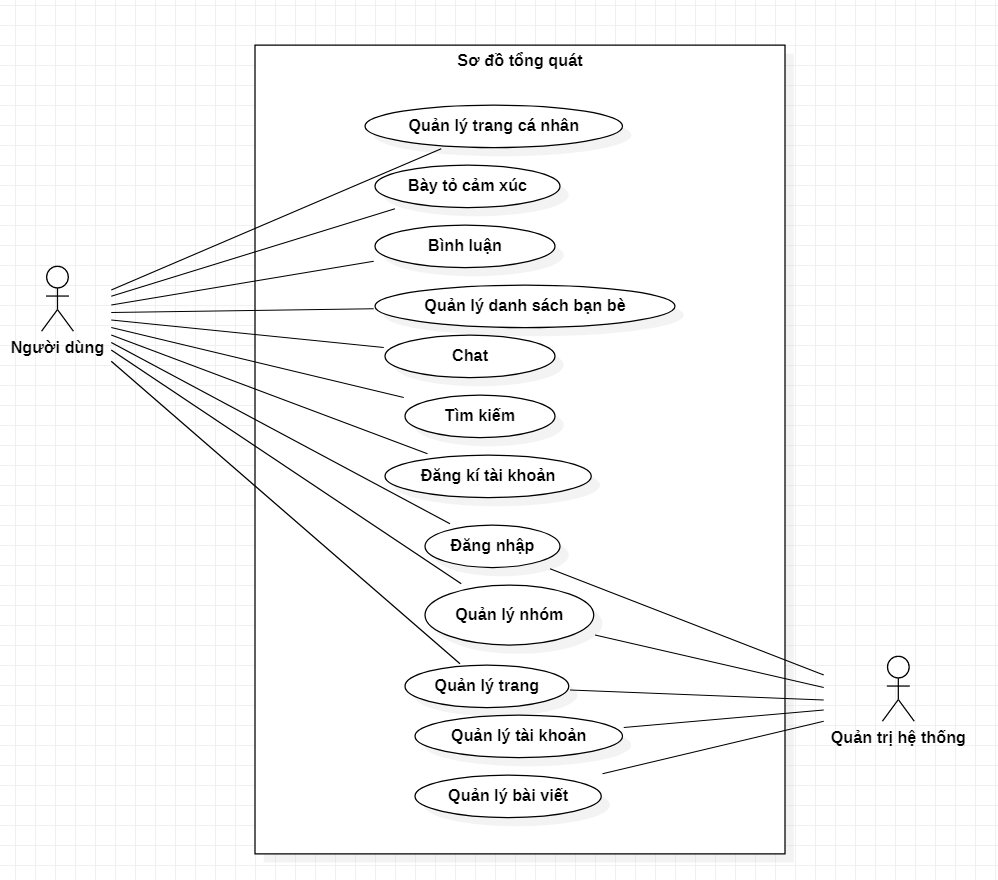 Sơ đồ tổng quát
Quản lý trang cá nhân
Bày tỏ cảm xúc
Bình luận
Quản lý danh sách bạn bè
Người dùng
Chat
Tìm kiếm
Đăng kí tài khoản
Đăng nhập
Quản lý nhóm
Quản lý trang
Quản lý tài khoản
Quản trị hệ thống
Quản lý bài viết